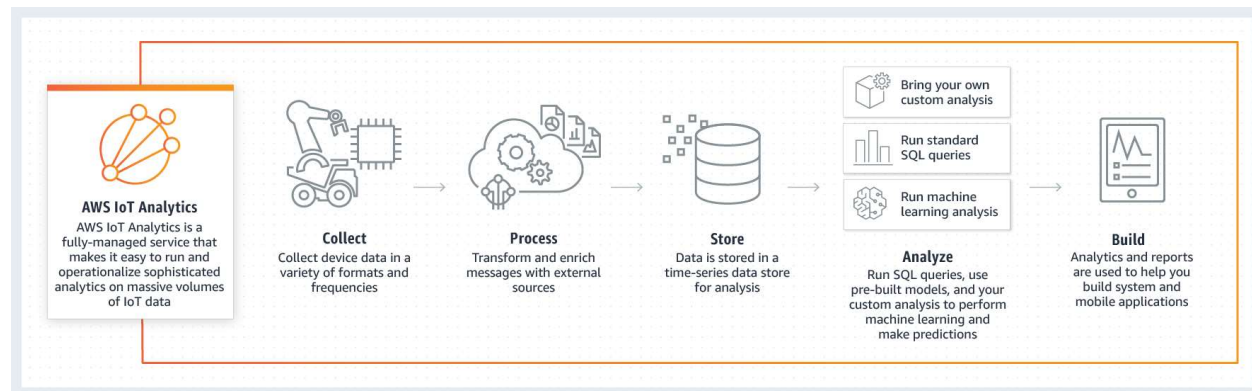 AWS IoT Analytics
AWS IoT Analytics is a
fully-managed service that
makes it easy to run and
operationalize sophisticated
analytics on massive volumes
of IoT data
Collect
Collect device data in a
variety of formats and
frequencies
Process
Transform and enrich
messages with external
sources
Store
Data is stored in a
time-series data store
for analysis
Bring your own
custom analysis
Run standard
SQL queries
Run machine
learning analysis
Analyze
Run SQL queries, use
pre-built models, and your
custom analysis to perform
machine learning and
make predictions
Build
Analytics and reports
are used to help you
build system and
mobile applications